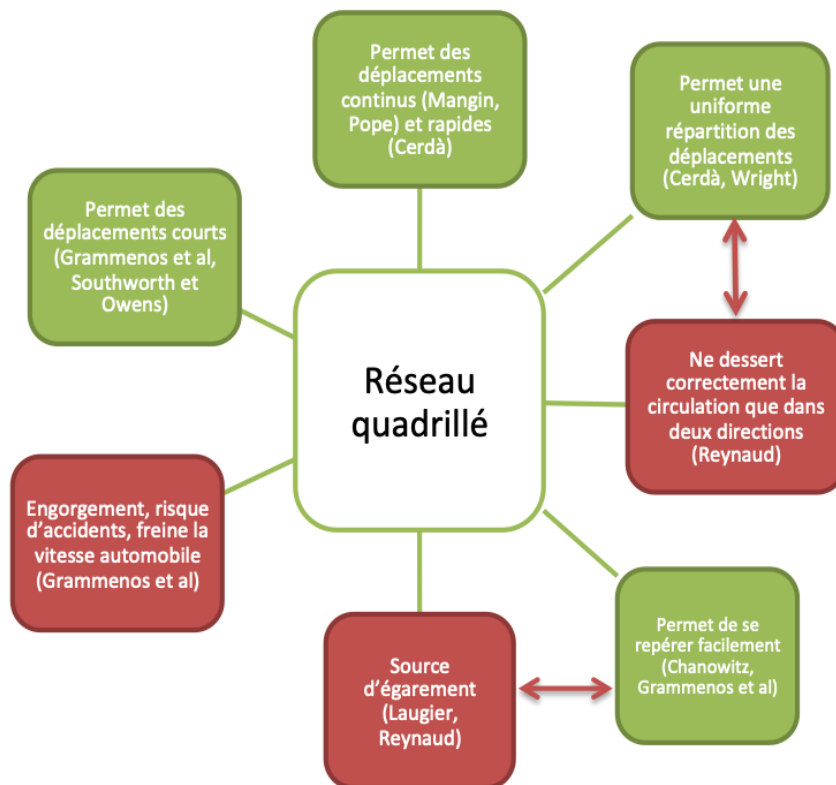 Permet des
déplacements
continus (Mangin,
Pope) et rapides
(Cerdà)
Permet une
uniforme
répartition des
déplacements
(Cerdà, Wright)
Permet des
déplacements courts
(Grammenos et al,
Southworth et
Owens)
Réseau
quadrillé
Ne dessert
correctement la
circulation que dans
deux directions
(Reynaud)
Engorgement, risque
d'accidents, freine la
vitesse automobile
(Grammenos et al)
Source
d'égarement
(Laugier,
Reynaud)
Permet de se
repérer facilement
(Chanowitz,
Grammenos et al)